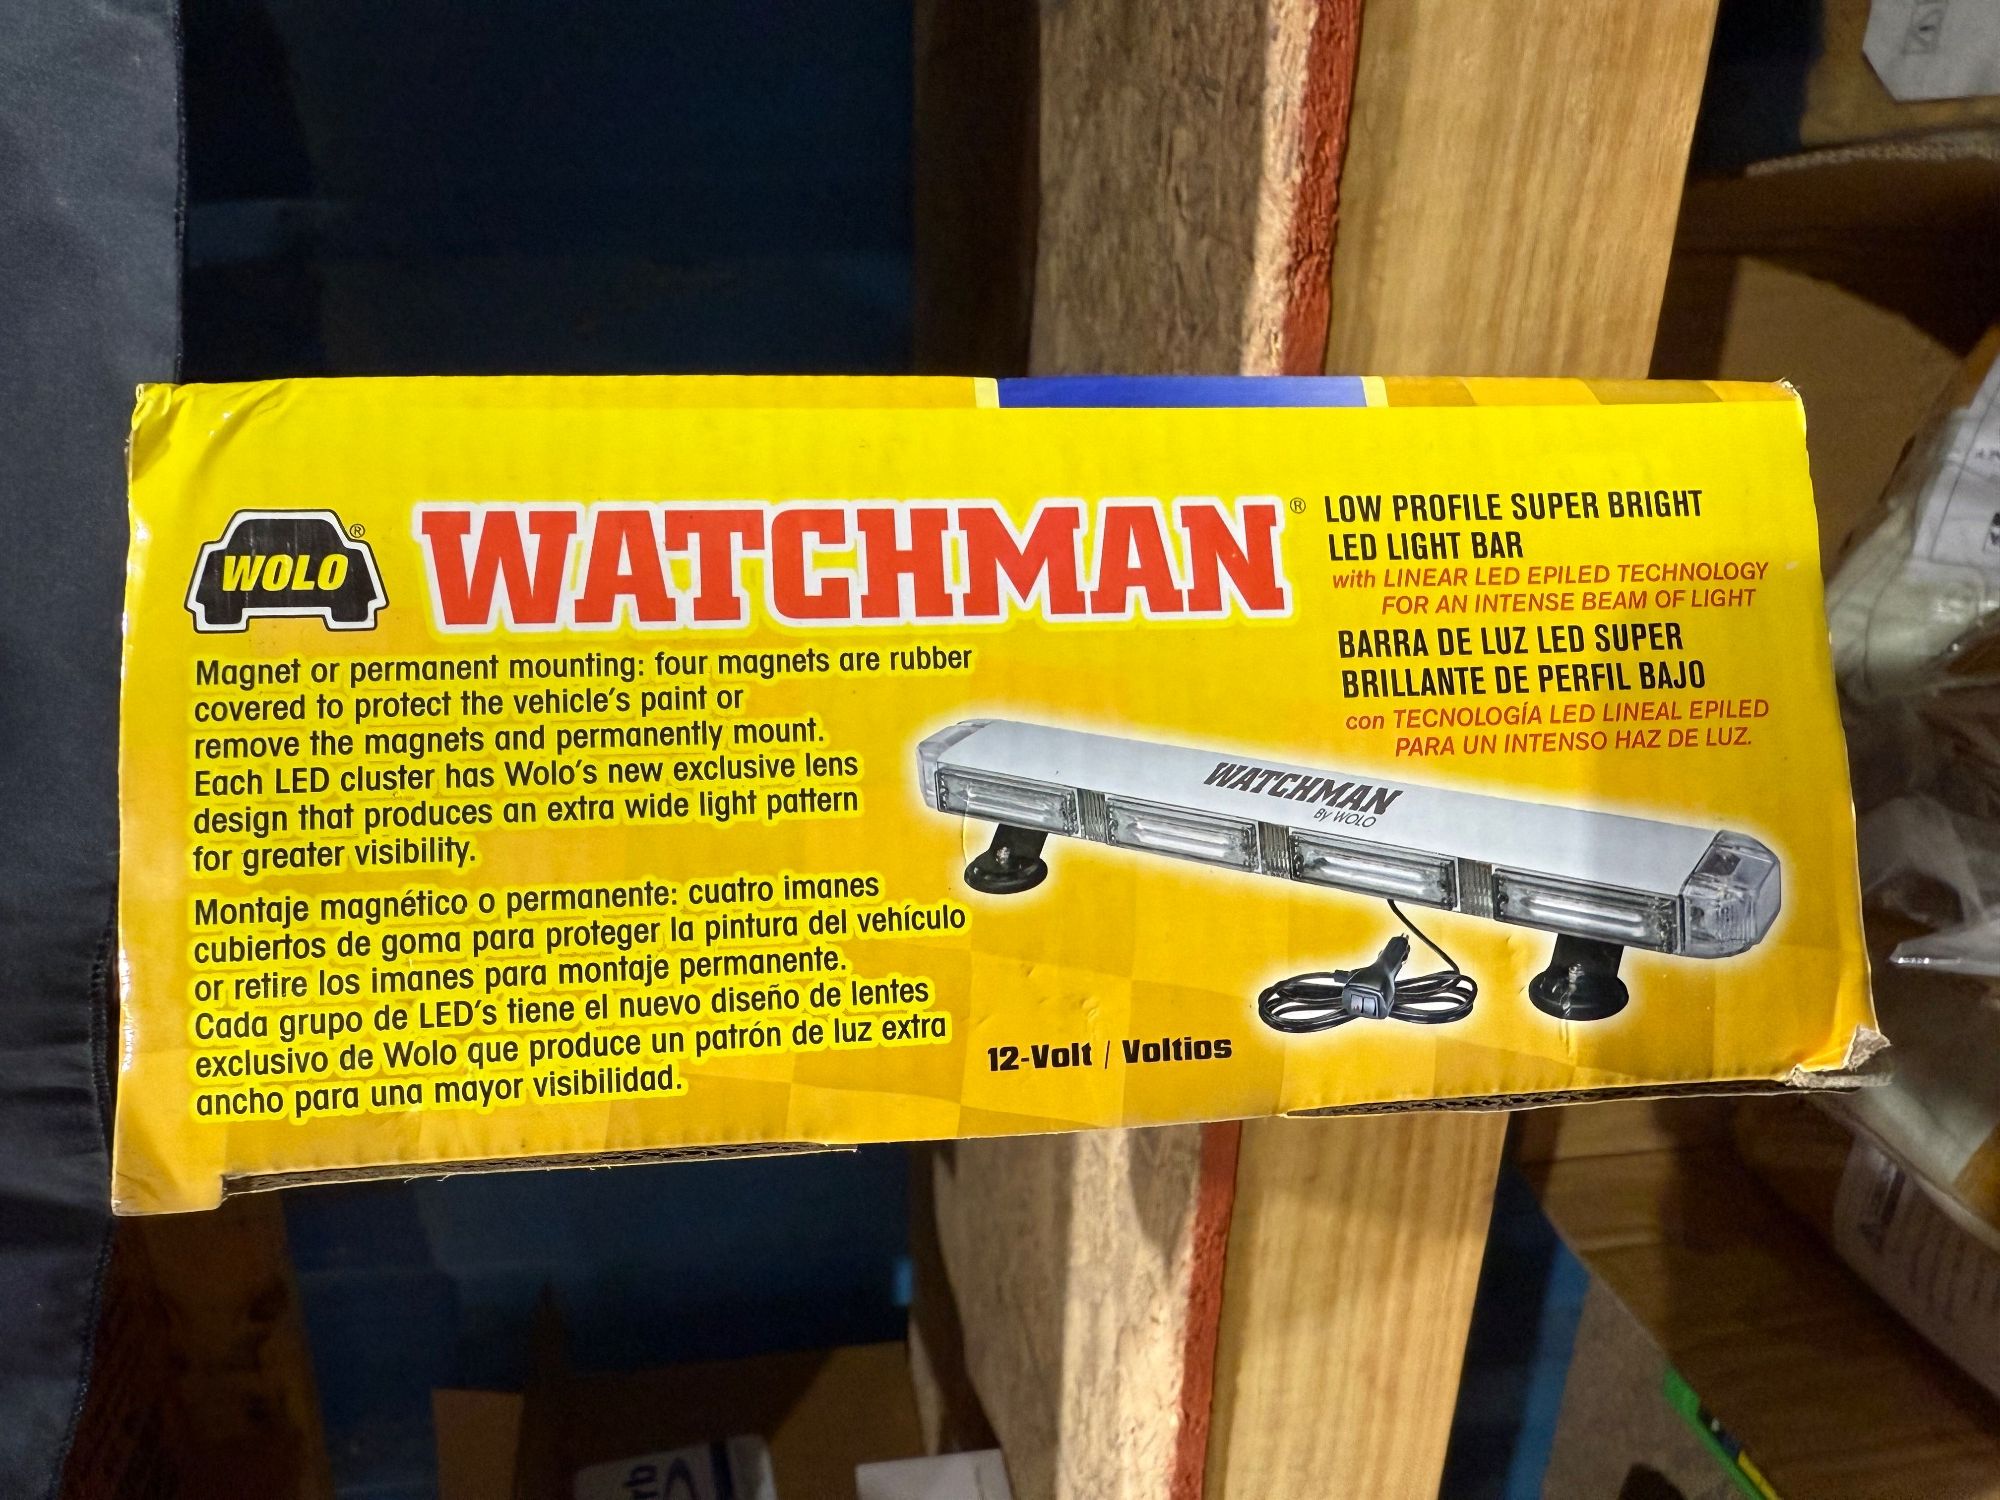 WOLO®
WATCHMAN®
LOW PROFILE SUPER BRIGHT
LED LIGHT BAR
with LINEAR LED EPILED TECHNOLOGY
FOR AN INTENSE BEAM OF LIGHT
BARRA DE LUZ LED SUPER
BRILLANTE DE PERFIL BAJO
con TECNOLOGÍA LED LINEAL EPILED
PARA UN INTENSO HAZ DE LUZ.
Magnet or permanent mounting: four magnets are rubber
covered to protect the vehicle's paint or
remove the magnets and permanently mount.
Each LED cluster has Wolo's new exclusive lens
design that produces an extra wide light pattern
for greater visibility.
Montaje magnético o permanente: cuatro imanes
cubiertos de goma para proteger la pintura del vehículo
or retire los imanes para montaje permanente.
Cada grupo de LED's tiene el nuevo diseño de lentes
exclusivo de Wolo que produce un patrón de luz extra
ancho para una mayor visibilidad.
WATCHMAN
By WOLO
12-Volt / Voltios